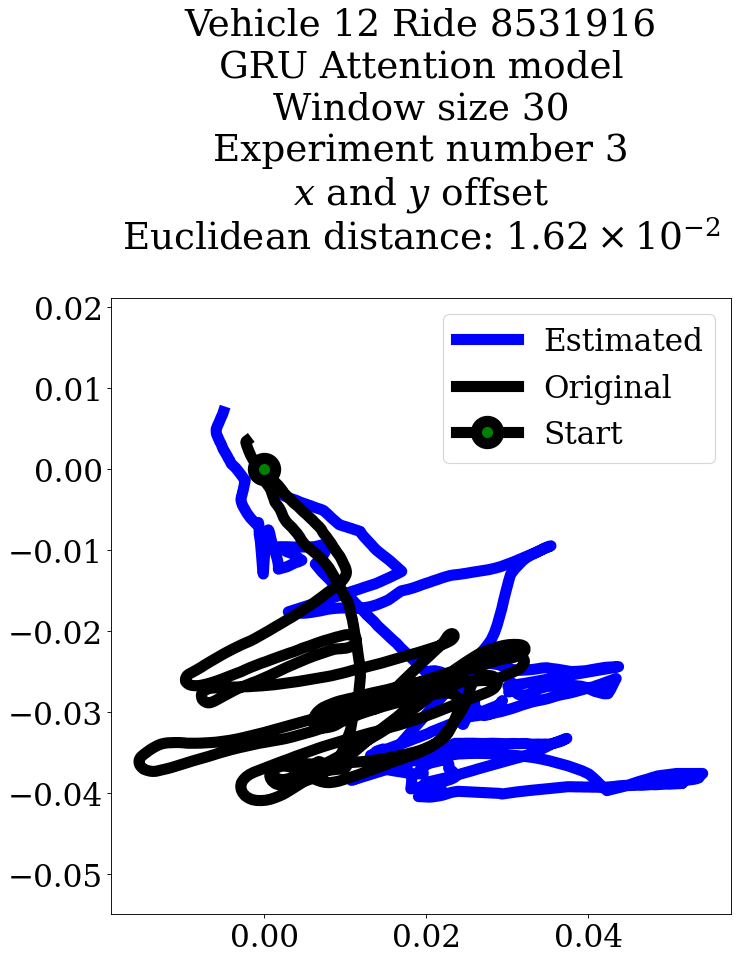 Vehicle 12 Ride 8531916
GRU Attention model
Window size 30
Experiment number 3
x and y offset
Euclidean distance: 1.62 × 10⁻²
Estimated
Original
Start
0.02
0.01
0.00
−0.01
−0.02
−0.03
−0.04
−0.05
0.00 0.02 0.04